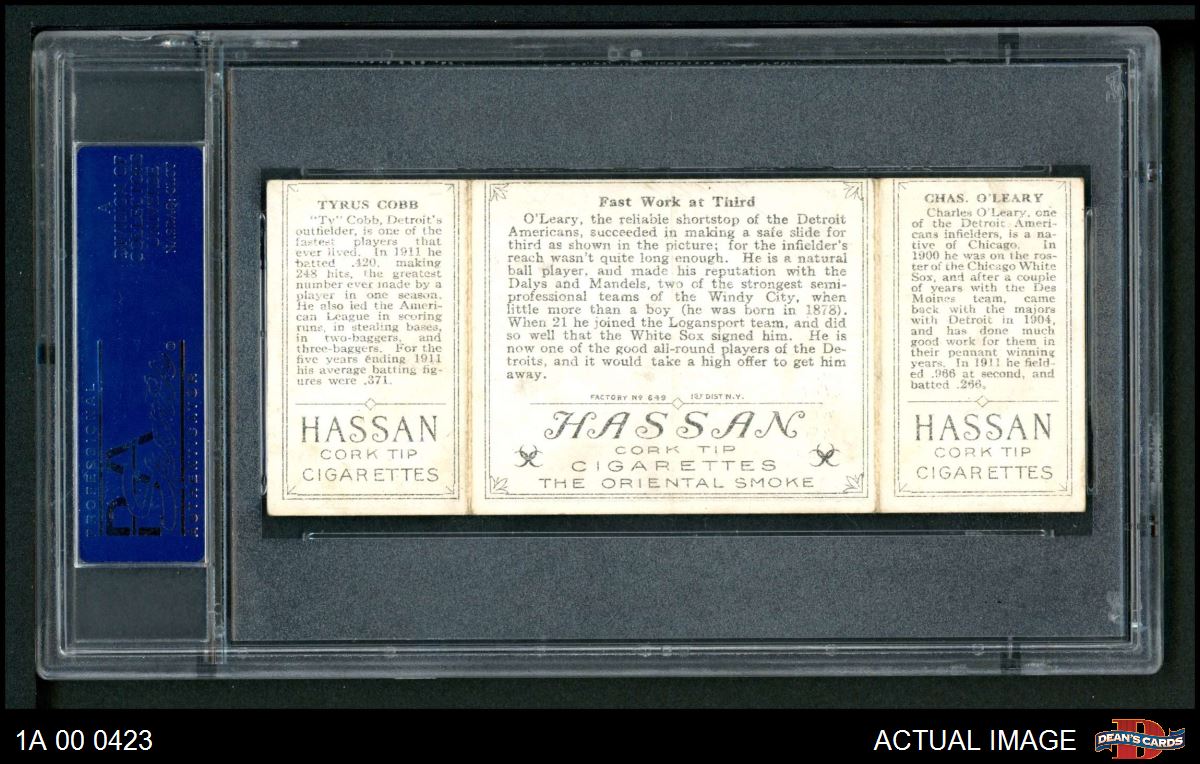 TYRUS COBB
"Ty" Cobb, Detroit's
outfielder, is one of the
fastest players that
ever lived. In 1911 he
batted .420, making
248 hits, the greatest
number ever made by a
player in one season.
He also led the Ameri-
can League in scoring
runs, in stealing bases,
in two-baggers, and
three-baggers. For the
five years ending 1911
his average batting fig-
ures were .371.
HASSAN
CORK TIP
CIGARETTES
Fast Work at Third
O'Leary, the reliable shortstop of the Detroit
Americans, succeeded in making a safe slide for
third as shown in the picture; for the infielder's
reach wasn't quite long enough. He is a natural
ball player, and made his reputation with the
Dalys and Mandels, two of the strongest semi-
professional teams of the Windy City, when
little more than a boy (he was born in 1878).
When 21 he joined the Logansport team, and did
so well that the White Sox signed him. He is
now one of the good all-round players of the De-
troits, and it would take a high offer to get him
away.
FACTORY Nº 649 1ST DIST N.Y.
HASSAN
CORK TIP
CIGARETTES
THE ORIENTAL SMOKE
CHAS. O'LEARY
Charles O'Leary, one
of the Detroit Ameri-
cans infielders, is a na-
tive of Chicago. In
1900 he was on the ros-
ter of the Chicago White
Sox, and after a couple
of years with the Des
Moines team, came
back with the majors
with Detroit in 1904,
and has done much
good work for them in
their pennant winning
years. In 1911 he field-
ed .966 at second, and
batted .266.
HASSAN
CORK TIP
CIGARETTES
A
DIVISION OF
COLLECTORS
UNIVERSE
NASDAQ: CLCT
PROFESSIONAL
PSA
AUTHENTICATOR
1A 00 0423
ACTUAL IMAGE
DEAN'S CARDS